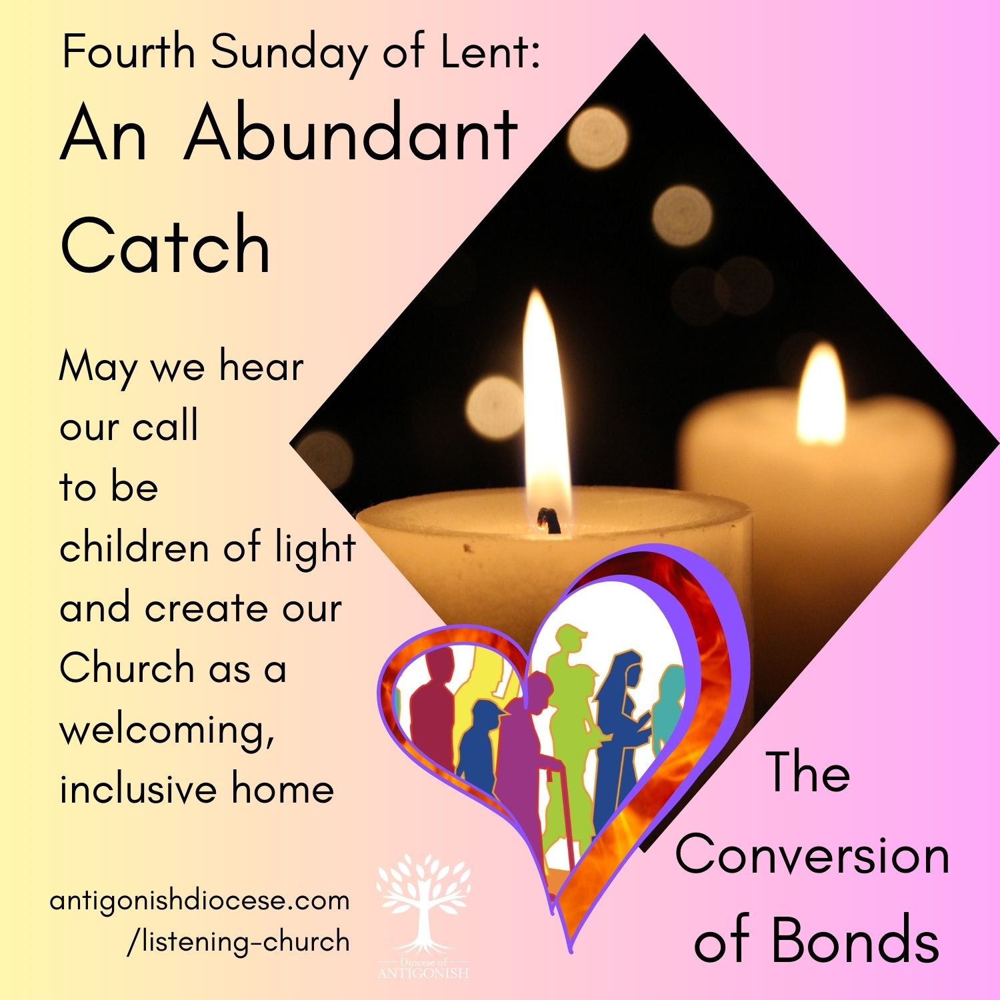 Fourth Sunday of Lent:
An Abundant
Catch
May we hear
our call
to be
children of light
and create our
Church as a
welcoming,
inclusive home
antigonishdiocese.com
/listening-church
Diocese of
ANTIGONISH
The
Conversion
of Bonds